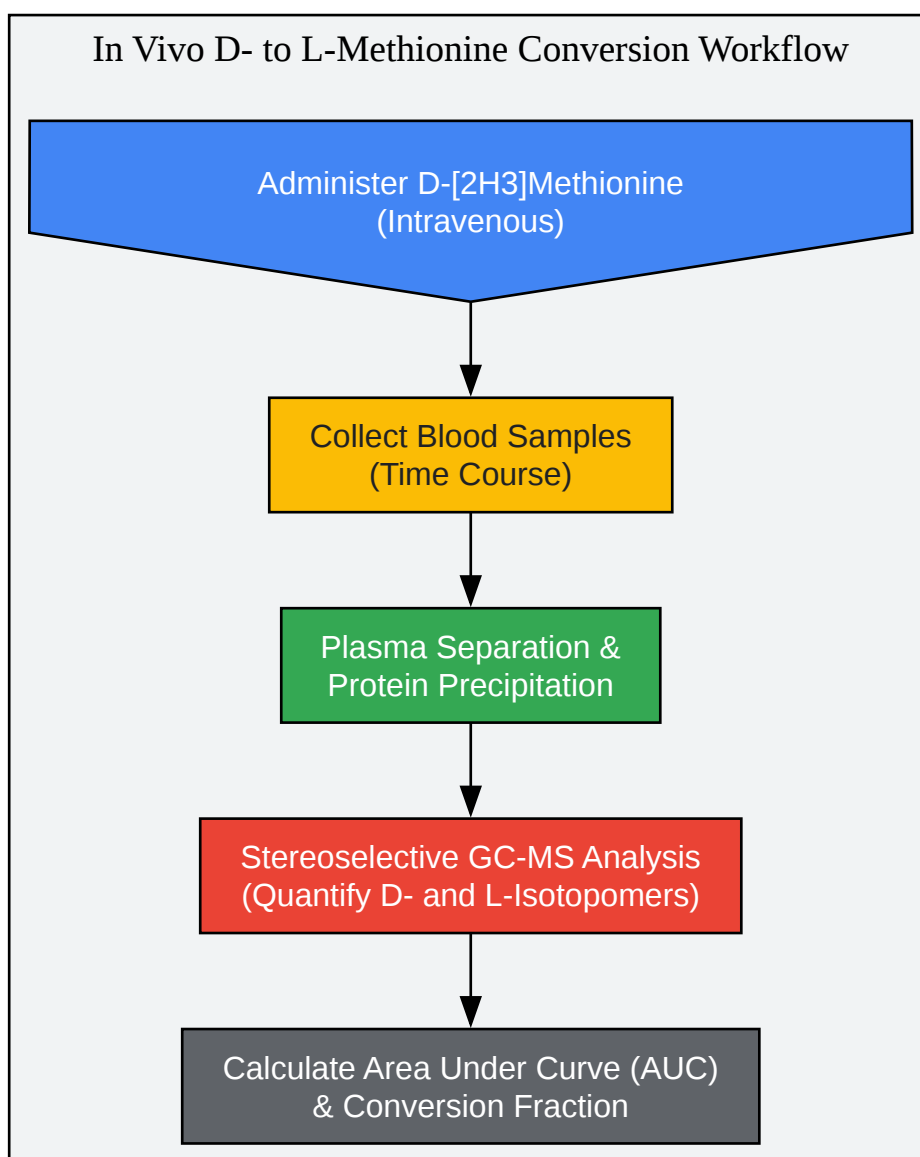 In Vivo D- to L-Methionine Conversion Workflow
Administer D-[2H3]Methionine
(Intravenous)
Collect Blood Samples
(Time Course)
Plasma Separation &
Protein Precipitation
Stereoselective GC-MS Analysis
(Quantify D- and L-Isotopomers)
Calculate Area Under Curve (AUC)
& Conversion Fraction